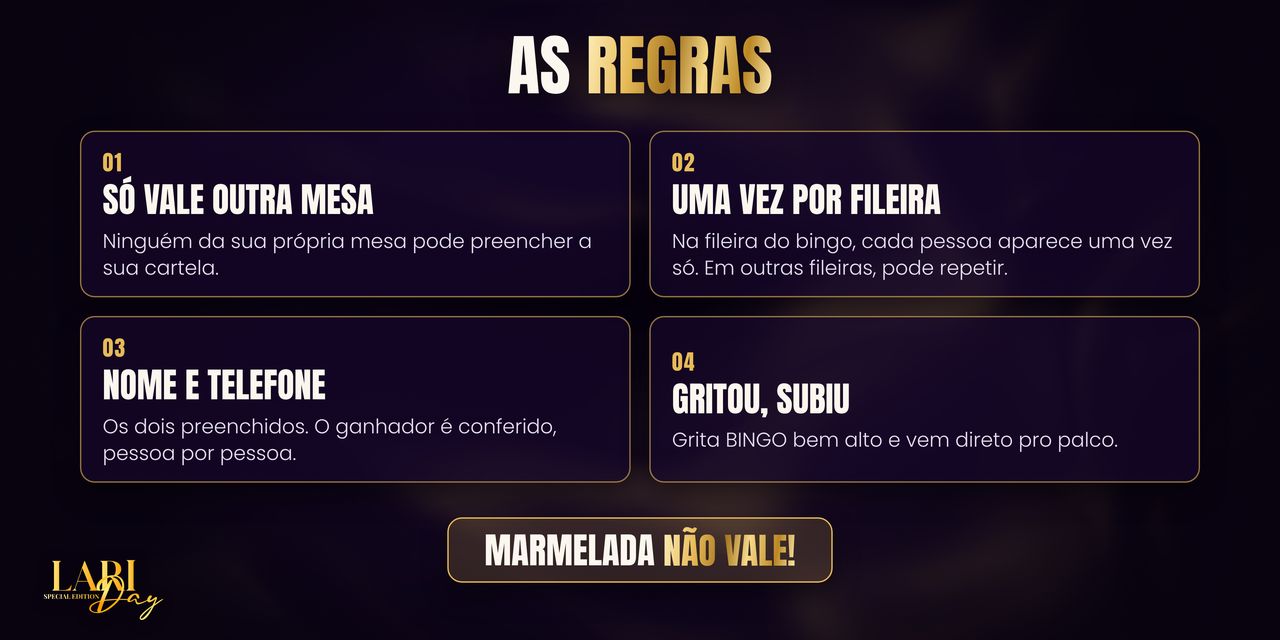 AS REGRAS
01
SÓ VALE OUTRA MESA
Ninguém da sua própria mesa pode preencher a
sua cartela.
02
UMA VEZ POR FILEIRA
Na fileira do bingo, cada pessoa aparece uma vez
só. Em outras fileiras, pode repetir.
03
NOME E TELEFONE
Os dois preenchidos. O ganhador é conferido,
pessoa por pessoa.
04
GRITOU, SUBIU
Grita BINGO bem alto e vem direto pro palco.
MARMELADA NÃO VALE!
LARI
SPECIAL EDITION Day